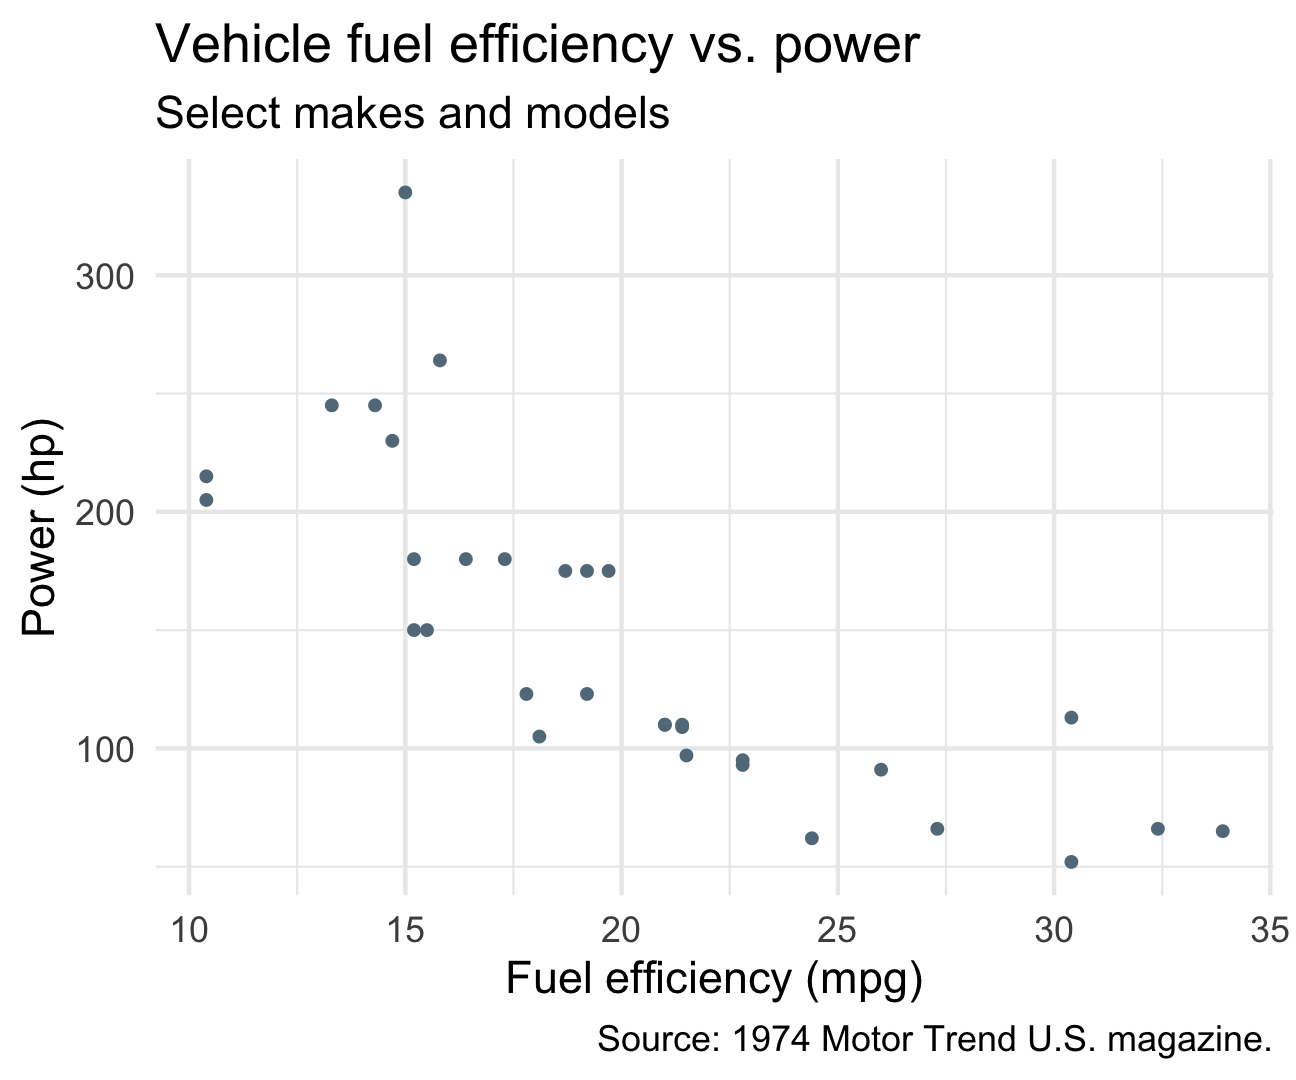 Vehicle fuel efficiency vs. power
Select makes and models
300
200
100
Power (hp)
10 15 20 25 30 35
Fuel efficiency (mpg)
Source: 1974 Motor Trend U.S. magazine.